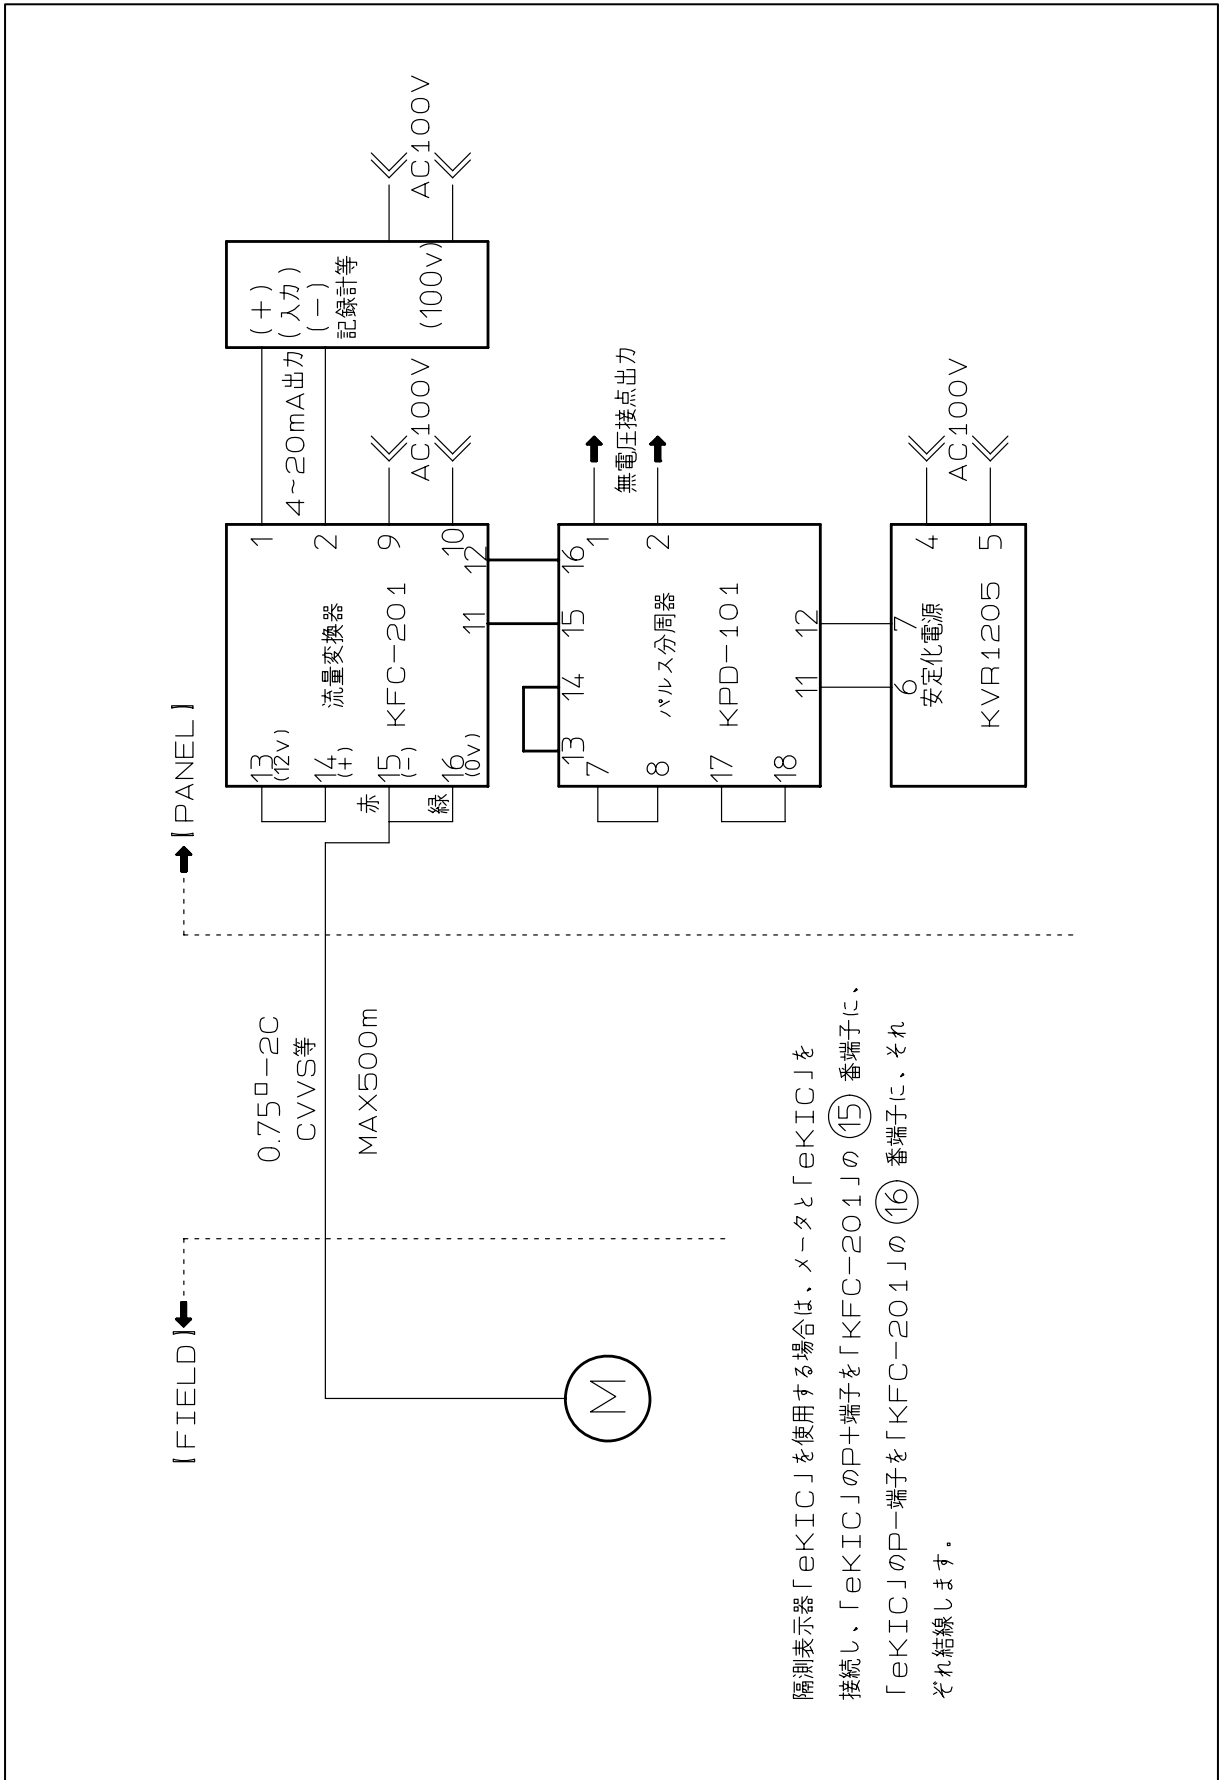 【FIELD】
【PANEL】
0.75□-2C
CVVS等
MAX500m
M
赤
緑
13
(12V)
14
(+)
15
(-)
16
(0V)
流量変換器
KFC-201
1
2
9
10
11
12
4~20mA出力
AC100V
(+)
(入力)
(-)
記録計等
(100V)
AC100V
13
14
15
16
7
8
17
18
パルス分周器
KPD-101
1
2
11
12
無電圧接点出力
6
7
安定化電源
KVR1205
4
5
AC100V
隔測表示器「eKIC」を使用する場合は、メータと「eKIC」を
接続し、「eKIC」のP+端子を「KFC-201」の⑮番端子に、
「eKIC」のP-端子を「KFC-201」の⑯番端子に、それ
ぞれ結線します。